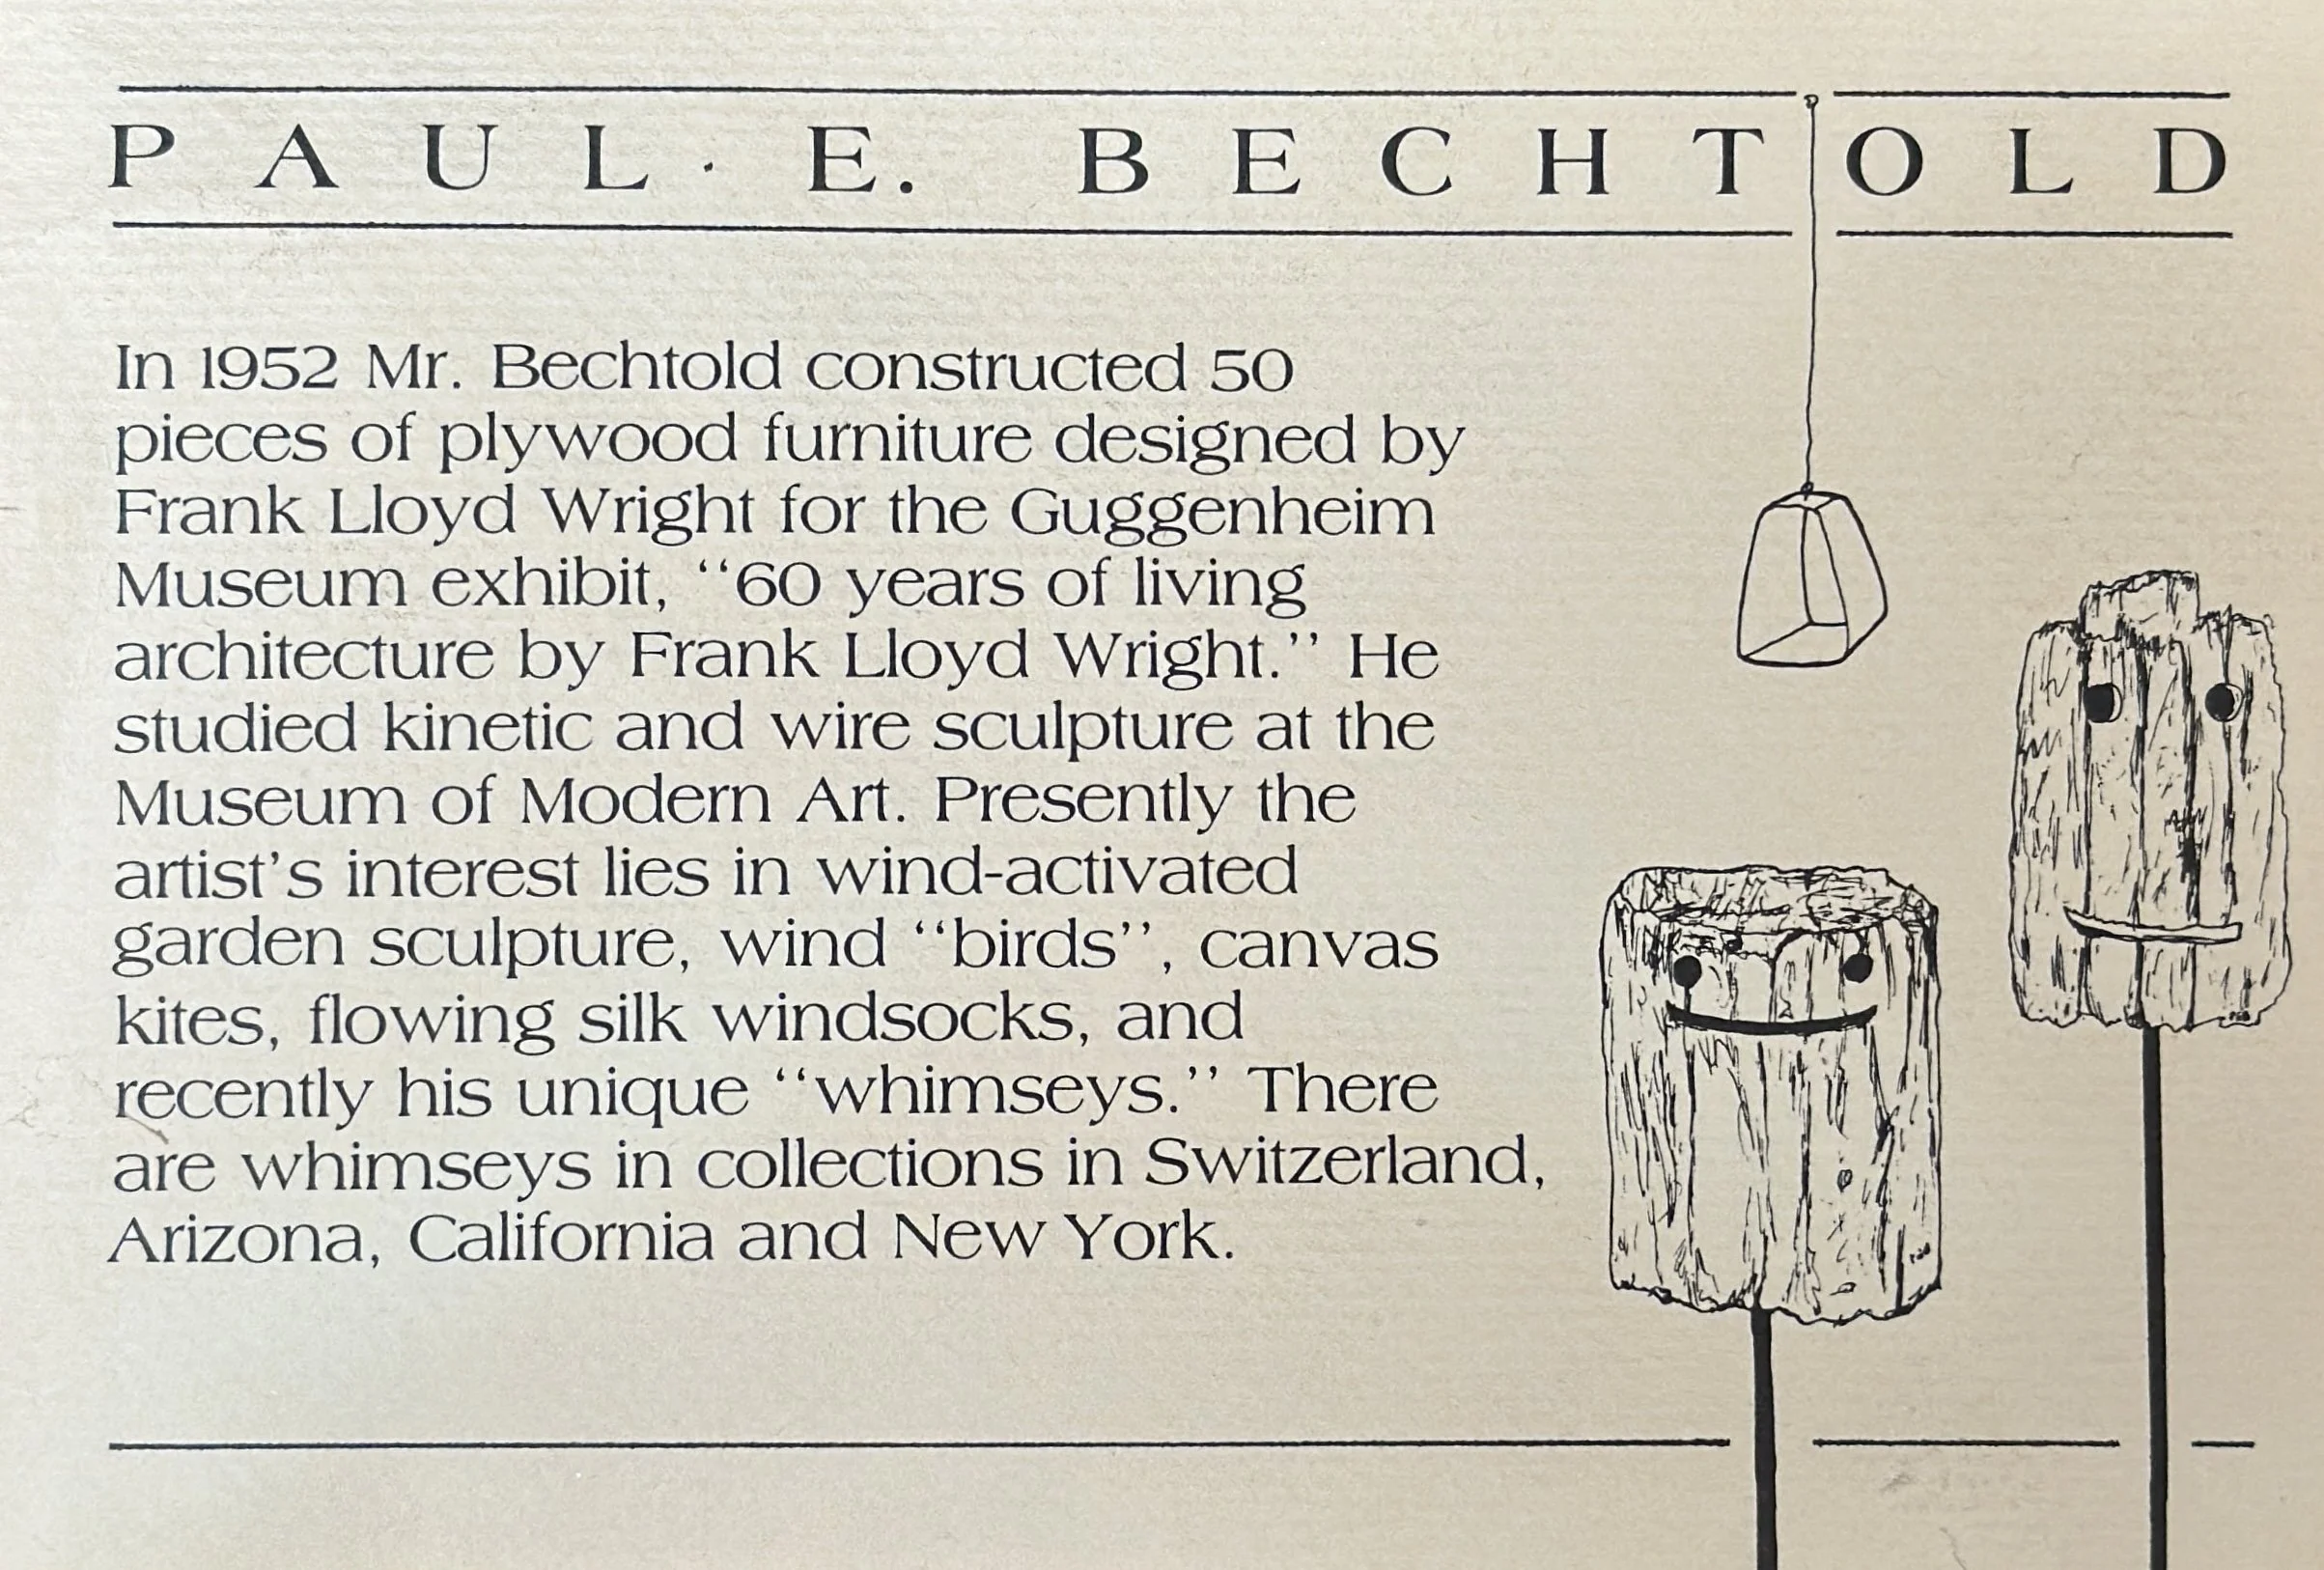 PAUL E. BECHTOLD
In 1952 Mr. Bechtold constructed 50
pieces of plywood furniture designed by
Frank Lloyd Wright for the Guggenheim
Museum exhibit, “60 years of living
architecture by Frank Lloyd Wright.” He
studied kinetic and wire sculpture at the
Museum of Modern Art. Presently the
artist’s interest lies in wind-activated
garden sculpture, wind “birds”, canvas
kites, flowing silk windsocks, and
recently his unique “whimseys.” There
are whimseys in collections in Switzerland,
Arizona, California and New York.